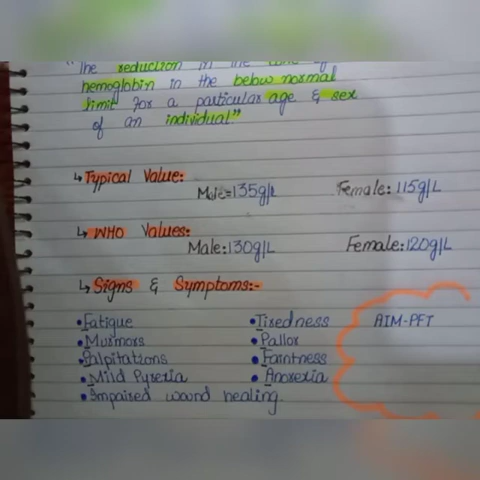 "The reduction in the
hemoglobin in the below normal
limit for a particular age & sex
of an individual"
↳Typical Value:
Male=135g/L Female: 115g/L
↳ WHO Values:
Male:130g/L Female:120g/L
↳ Signs & Symptoms:-
•Fatigue •Tiredness AIM-PFT
•Murmors •Pallor
•Palpitations •Faintness
•Mild Pyrexia • Anorexia
•Impaired wound healing.